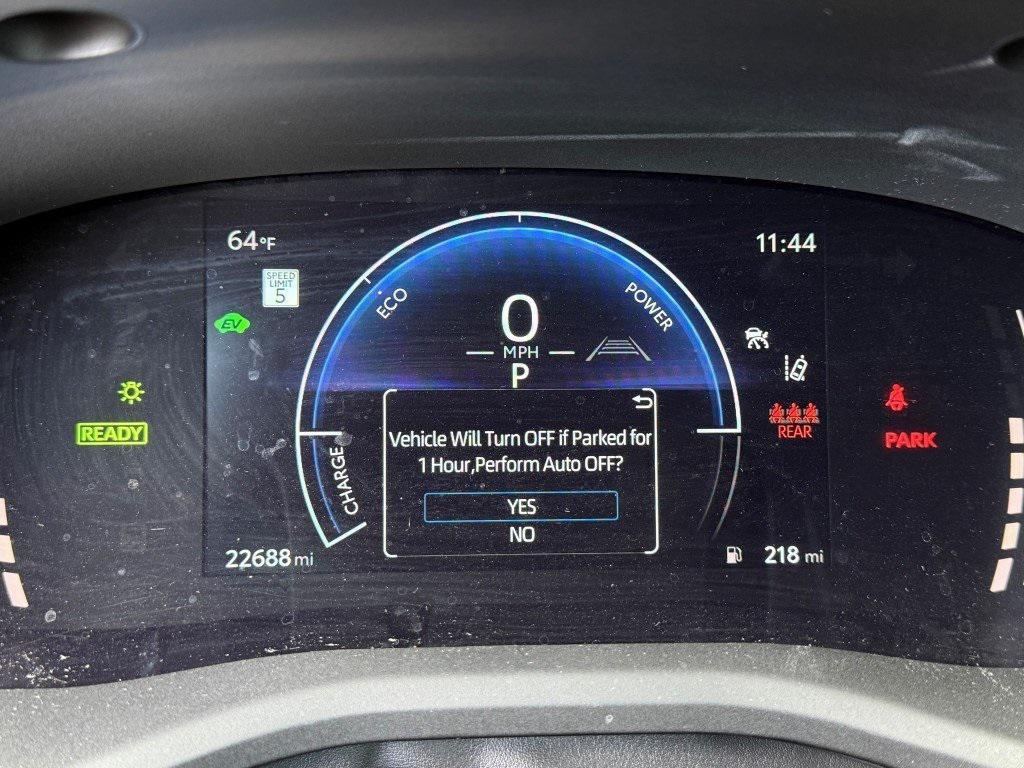 64°F
11:44
SPEED
LIMIT
5
EV
ECO
POWER
0
MPH
P
READY
REAR
PARK
CHARGE
Vehicle Will Turn OFF if Parked for
1 Hour,Perform Auto OFF?
YES
NO
22688 mi
218 mi